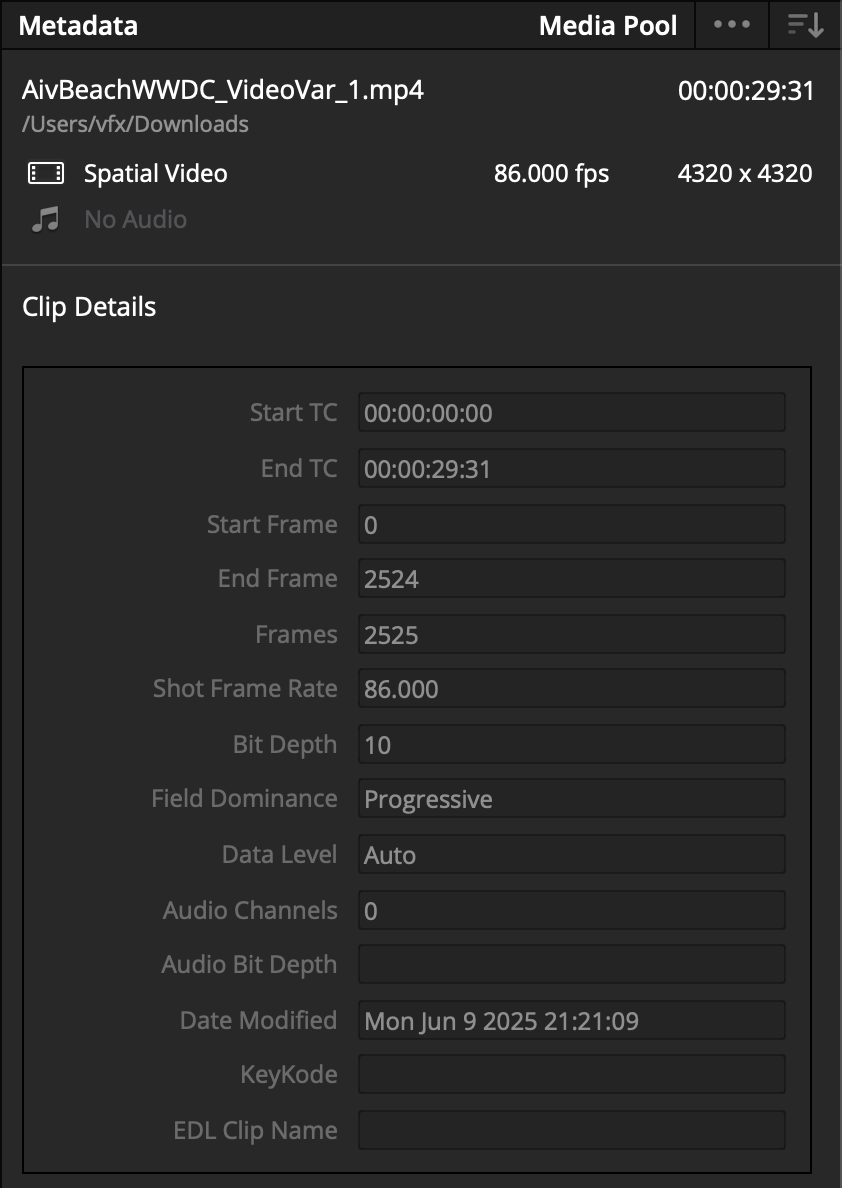 Metadata Media Pool •••
AivBeachWWDC_VideoVar_1.mp4 00:00:29:31
/Users/vfx/Downloads
Spatial Video 86.000 fps 4320 x 4320
No Audio
Clip Details
Start TC 00:00:00:00
End TC 00:00:29:31
Start Frame 0
End Frame 2524
Frames 2525
Shot Frame Rate 86.000
Bit Depth 10
Field Dominance Progressive
Data Level Auto
Audio Channels 0
Audio Bit Depth
Date Modified Mon Jun 9 2025 21:21:09
KeyKode
EDL Clip Name